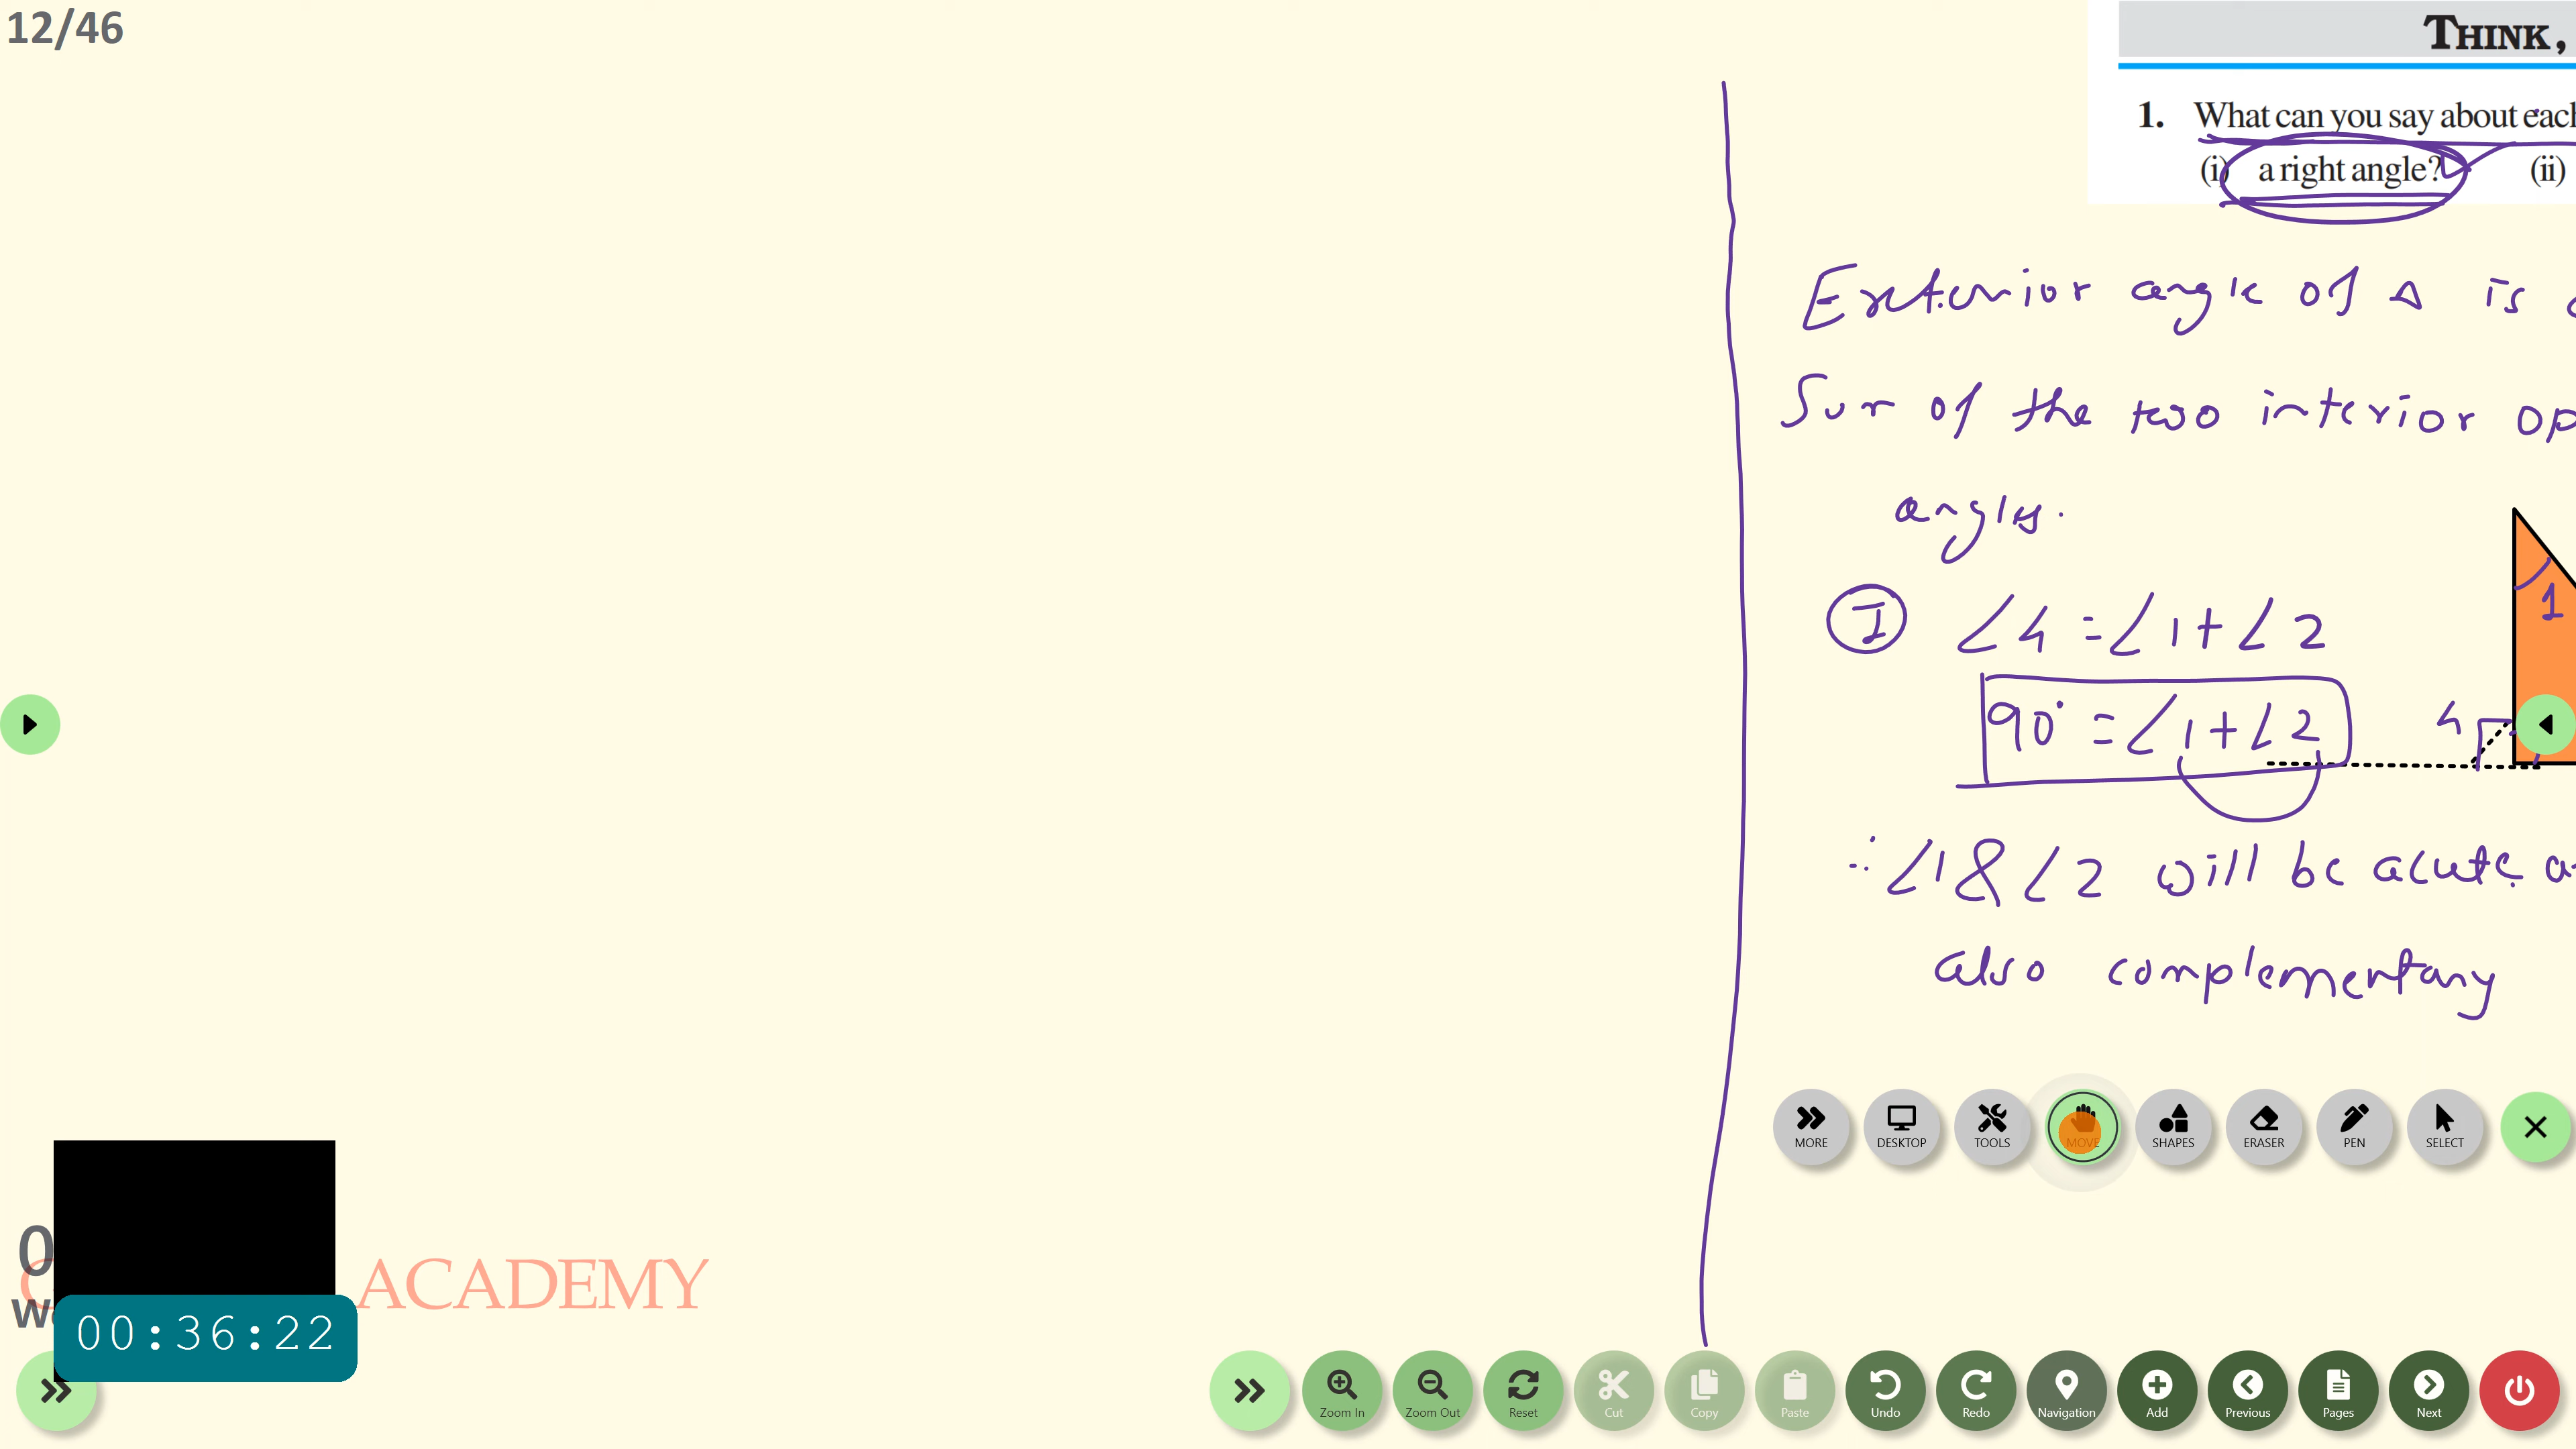 12/46
THINK,
1. What can you say about each
(i) a right angle? (ii)
Exterior angle of Δ is
Sum of the two interior op
angles.
I ∠4 = ∠1 + ∠2
1
90° = ∠1 + ∠2
4
∴ ∠1 & ∠2 will be acute
also complementary
MORE DESKTOP TOOLS MOVE SHAPES ERASER PEN SELECT
ACADEMY
00:36:22
Zoom In Zoom Out Reset Cut Copy Paste Undo Redo Navigation Add Previous Pages Next